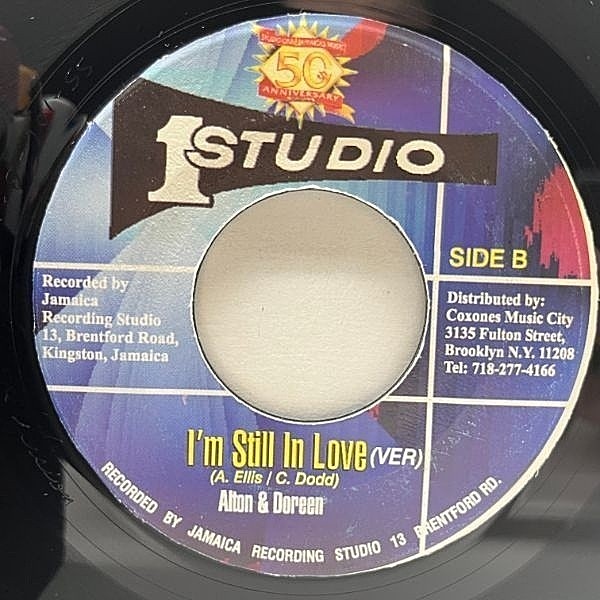 50TH
ANNIVERSARY
1 STUDIO
SIDE B
Recorded by
Jamaica
Recording Studio
13, Brentford Road,
Kingston, Jamaica
Distributed by:
Coxones Music City
3135 Fulton Street,
Brooklyn N.Y. 11208
Tel: 718-277-4166
I'm Still In Love (VER)
(A. Ellis / C. Dodd)
Alton & Doreen
RECORDED BY JAMAICA RECORDING STUDIO 13 BRENTFORD RD.